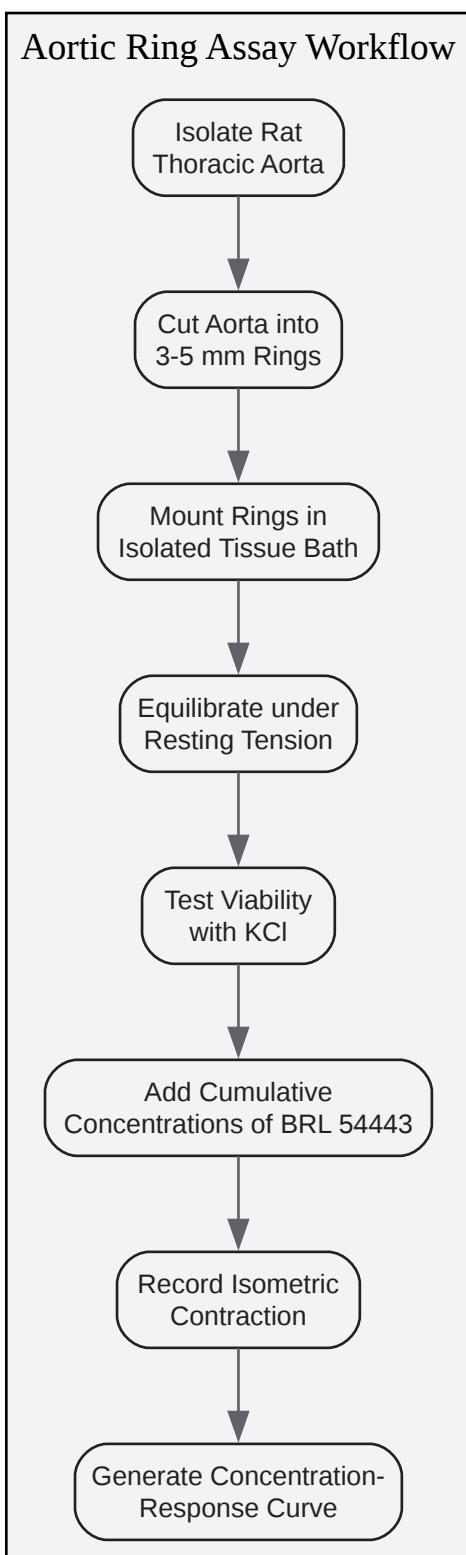 Aortic Ring Assay Workflow
Isolate Rat
Thoracic Aorta
Cut Aorta into
3-5 mm Rings
Mount Rings in
Isolated Tissue Bath
Equilibrate under
Resting Tension
Test Viability
with KCl
Add Cumulative
Concentrations of BRL 54443
Record Isometric
Contraction
Generate Concentration-
Response Curve